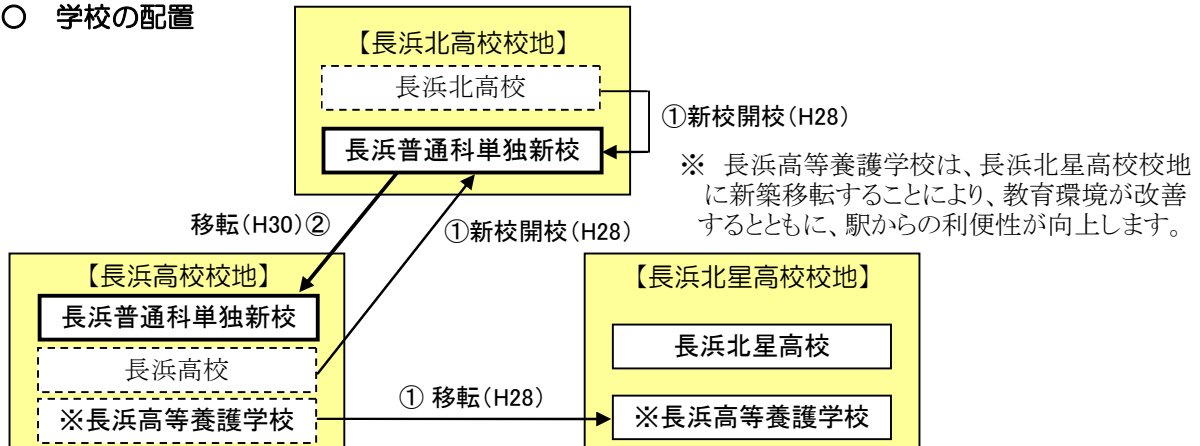 ○　学校の配置
【長浜北高校校地】
長浜北高校
長浜普通科単独新校
①新校開校（H28）
※　長浜高等養護学校は、長浜北星高校校地
に新築移転することにより、教育環境が改善
するとともに、駅からの利便性が向上します。
移転（H30）②
①新校開校（H28）
【長浜高校校地】
長浜普通科単独新校
長浜高校
※長浜高等養護学校
① 移転（H28）
【長浜北星高校校地】
長浜北星高校
※長浜高等養護学校